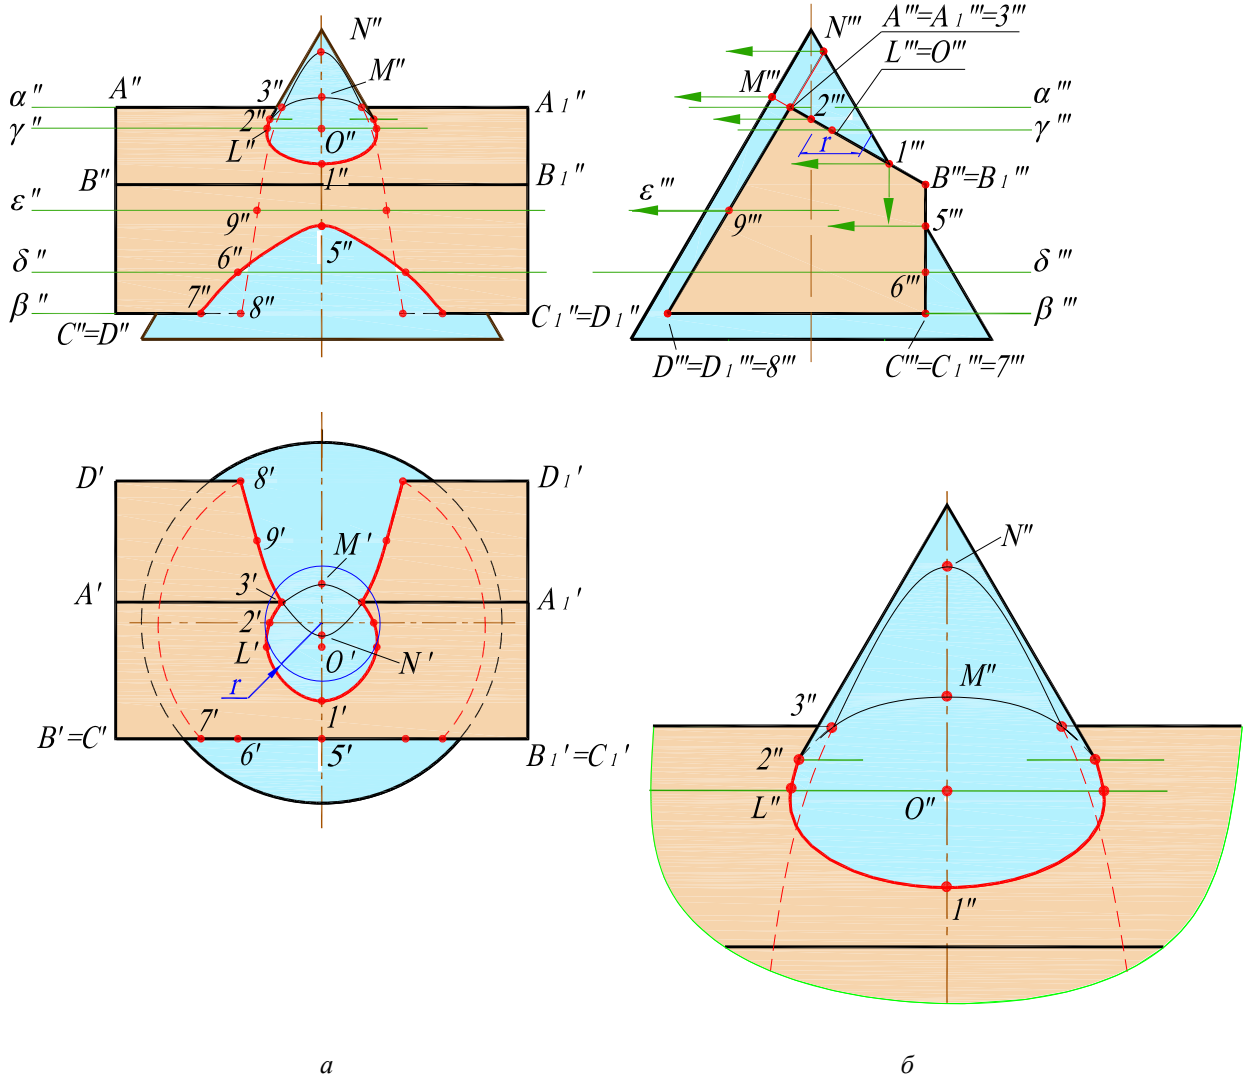 N" N''' A'''=A₁'''=3'''
M" M''' L'''=O'''
α" A" 3" A₁" 2''' α'''
γ" 2" γ'''
L" O" r 1'''
B" 1" B₁" B'''=B₁'''
ε" 9" ε''' 9''' 5'''
δ" 6" 5" 6''' δ'''
β" 7" 8" C₁"=D₁" β'''
C"=D" D'''=D₁'''=8''' C'''=C₁'''=7'''
D' 8' D₁'
9' M'
A' 3' A₁'
2'
L' O' N'
r
7' 1'
B'=C' 6' 5' B₁'=C₁'
N"
M"
3"
2"
L" O"
1"
а б